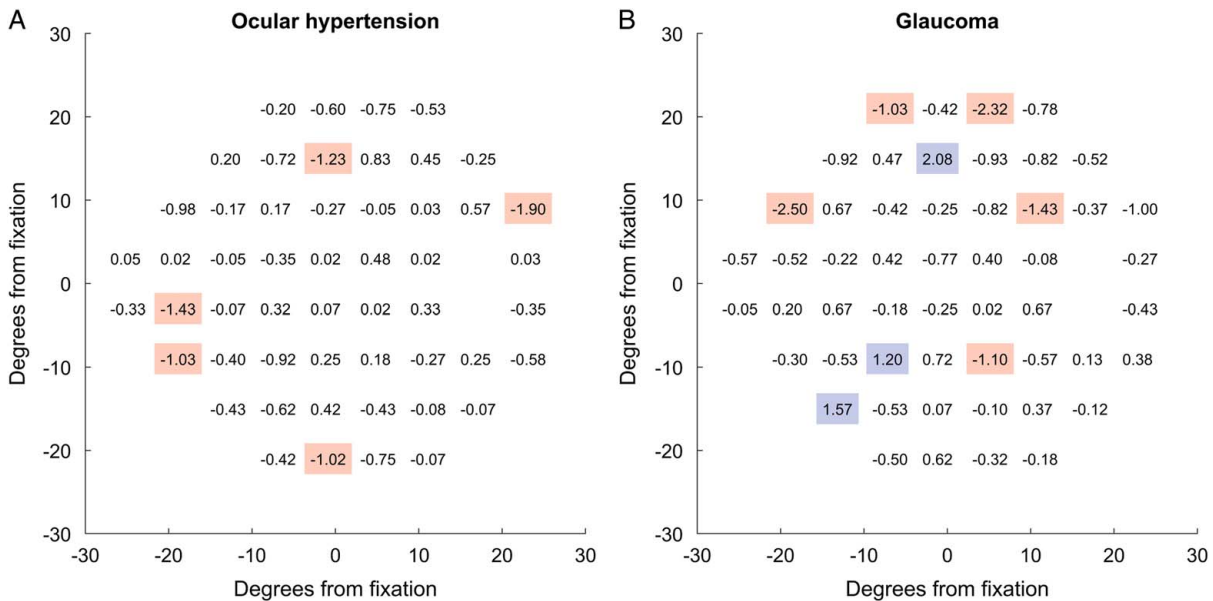 A
Ocular hypertension
30
-0.20 -0.60 -0.75 -0.53
20
0.20 -0.72 -1.23 0.83 0.45 -0.25
-0.98 -0.17 0.17 -0.27 -0.05 0.03 0.57 -1.90
10
0.05 0.02 -0.05 -0.35 0.02 0.48 0.02 0.03
0
-0.33 -1.43 -0.07 0.32 0.07 0.02 0.33 -0.35
-1.03 -0.40 -0.92 0.25 0.18 -0.27 0.25 -0.58
-10
-0.43 -0.62 0.42 -0.43 -0.08 -0.07
-20
-0.42 -1.02 -0.75 -0.07
-30
-30 -20 -10 0 10 20 30
Degrees from fixation
Degrees from fixation
B
Glaucoma
30
-1.03 -0.42 -2.32 -0.78
20
-0.92 0.47 2.08 -0.93 -0.82 -0.52
-2.50 0.67 -0.42 -0.25 -0.82 -1.43 -0.37 -1.00
10
-0.57 -0.52 -0.22 0.42 -0.77 0.40 -0.08 -0.27
0
-0.05 0.20 0.67 -0.18 -0.25 0.02 0.67 -0.43
-0.30 -0.53 1.20 0.72 -1.10 -0.57 0.13 0.38
-10
1.57 -0.53 0.07 -0.10 0.37 -0.12
-20
-0.50 0.62 -0.32 -0.18
-30
-30 -20 -10 0 10 20 30
Degrees from fixation
Degrees from fixation